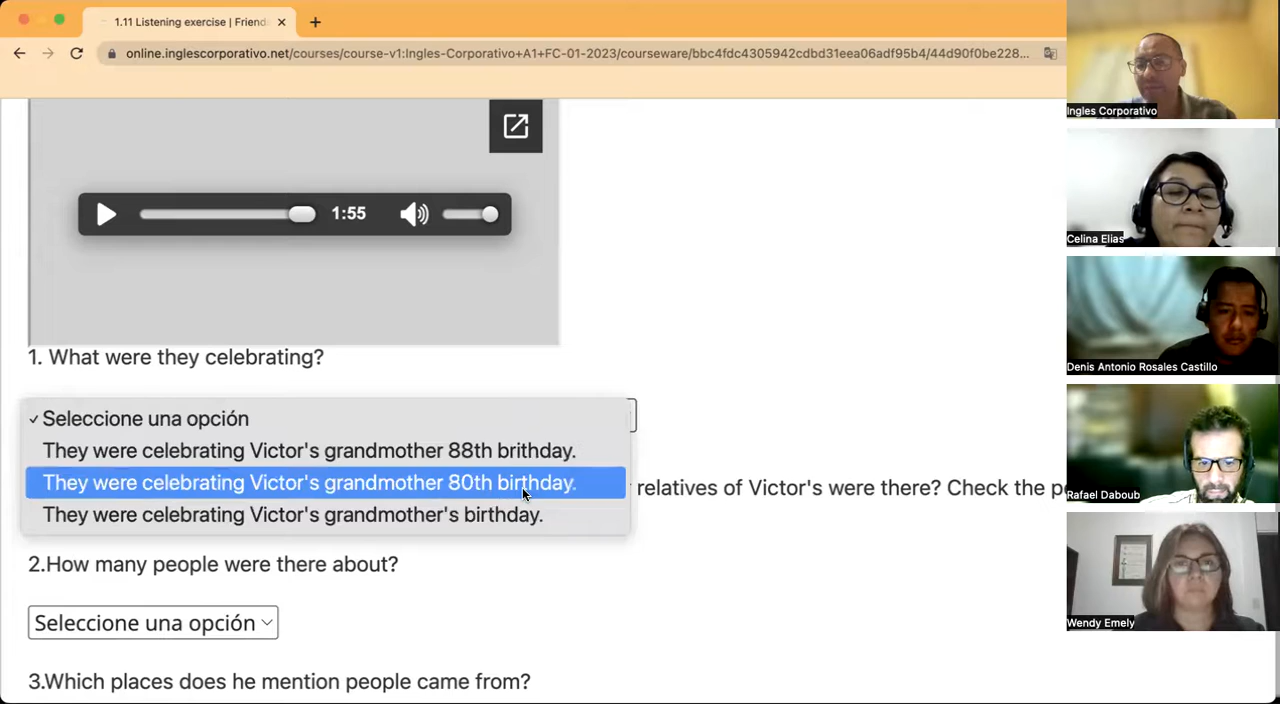 1.11 Listening exercise | Friend
online.inglescorporativo.net/courses/course-v1:Ingles-Corporativo+A1+FC-01-2023/courseware/bbc4fdc4305942cdbd31eea06adf95b4/44d90f0be228...
Ingles Corporativo
Celina Elias
Denis Antonio Rosales Castillo
Rafael Daboub
Wendy Emely
1:55
1. What were they celebrating?
✓ Seleccione una opción
They were celebrating Victor's grandmother 88th brithday.
They were celebrating Victor's grandmother 80th birthday.
They were celebrating Victor's grandmother's birthday.
relatives of Victor's were there? Check the p
2.How many people were there about?
Seleccione una opción
3.Which places does he mention people came from?